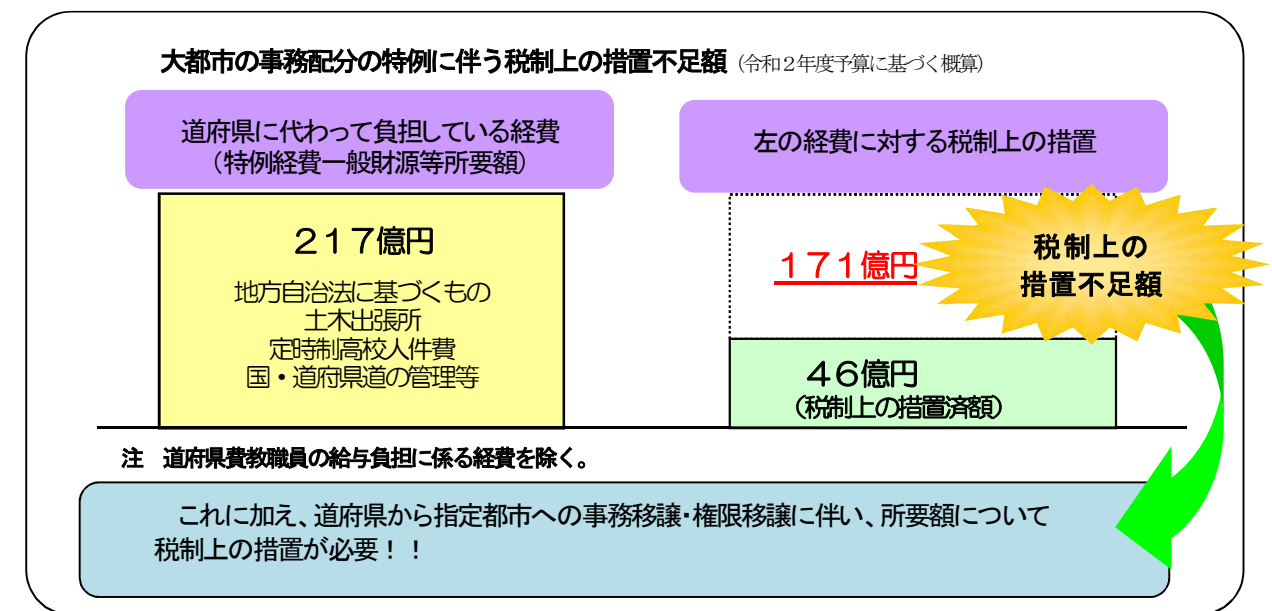 大都市の事務配分の特例に伴う税制上の措置不足額（令和２年度予算に基づく概算）
道府県に代わって負担している経費
（特例経費一般財源等所要額）
左の経費に対する税制上の措置
２１７億円
地方自治法に基づくもの
土木出張所
定時制高校人件費
国・道府県道の管理等
１７１億円
税制上の
措置不足額
４６億円
（税制上の措置済額）
注　道府県費教職員の給与負担に係る経費を除く。
これに加え、道府県から指定都市への事務移譲・権限移譲に伴い、所要額について
税制上の措置が必要！！